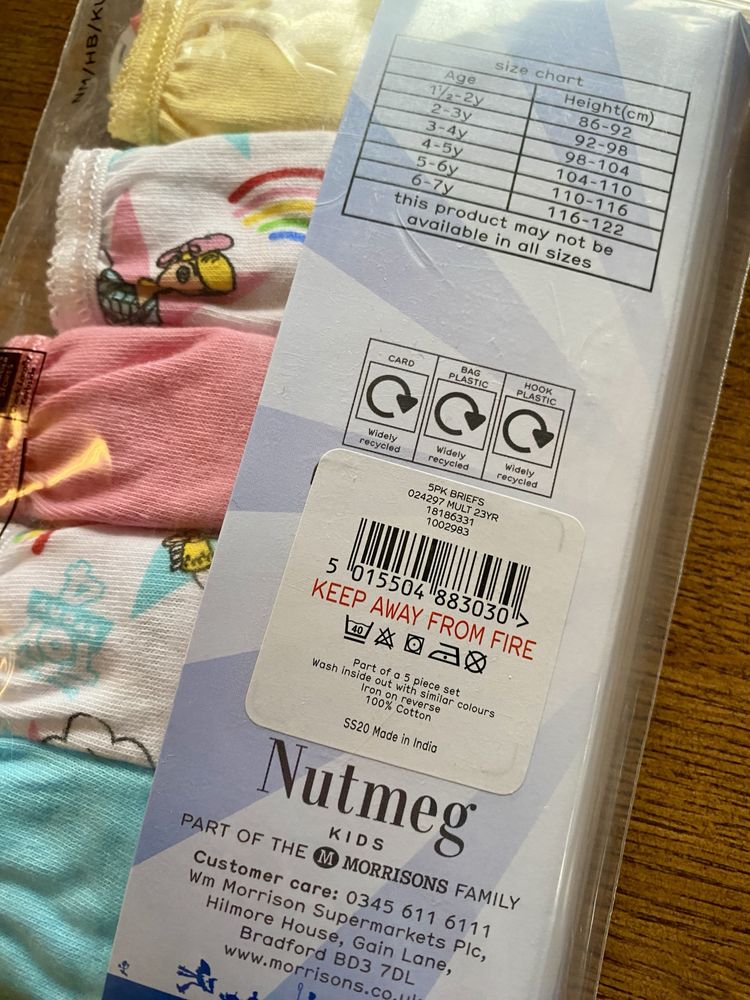 NM/HB/KU
size chart
Age Height(cm)
1½-2y 86-92
2-3y 92-98
3-4y 98-104
4-5y 104-110
5-6y 110-116
6-7y 116-122
this product may not be
available in all sizes
CARD
Widely
recycled
BAG
PLASTIC
Widely
recycled
HOOK
PLASTIC
Widely
recycled
5PK BRIEFS
024297 MULT 23YR
18186331
1002983
5 015504 883030 >
KEEP AWAY FROM FIRE
40
Part of a 5 piece set
Wash inside out with similar colours
Iron on reverse
100% Cotton
SS20 Made in India
Nutmeg
KIDS
PART OF THE M MORRISONS FAMILY
Customer care: 0345 611 6111
Wm Morrison Supermarkets Plc,
Hilmore House, Gain Lane,
Bradford BD3 7DL
www.morrisons.co.uk